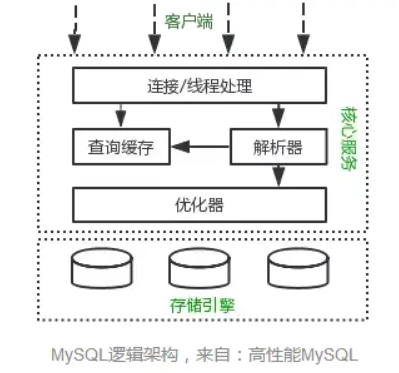 客户端
连接/线程处理
查询缓存
解析器
核心服务
优化器
存储引擎
MySQL逻辑架构，来自：高性能MySQL